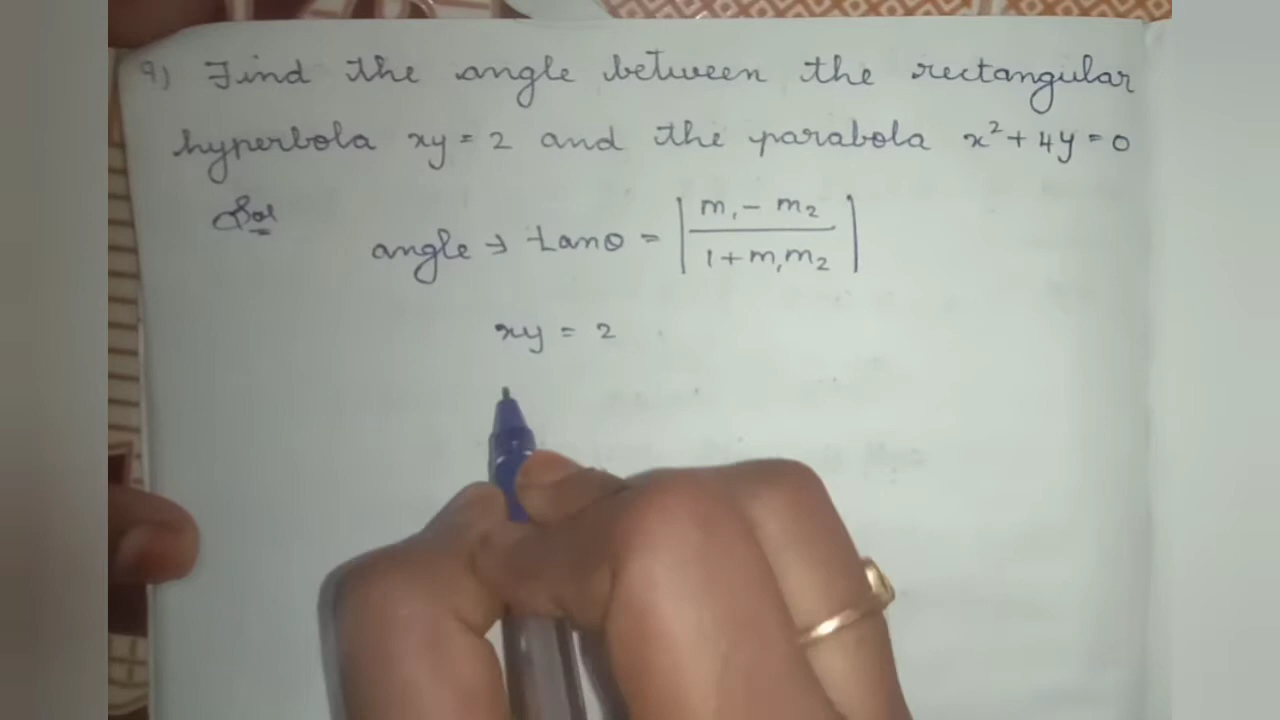 9) Find the angle between the rectangular
hyperbola xy = 2 and the parabola x² + 4y = 0
Sol
angle → tanθ = | (m₁ - m₂) / (1 + m₁m₂) |
xy = 2